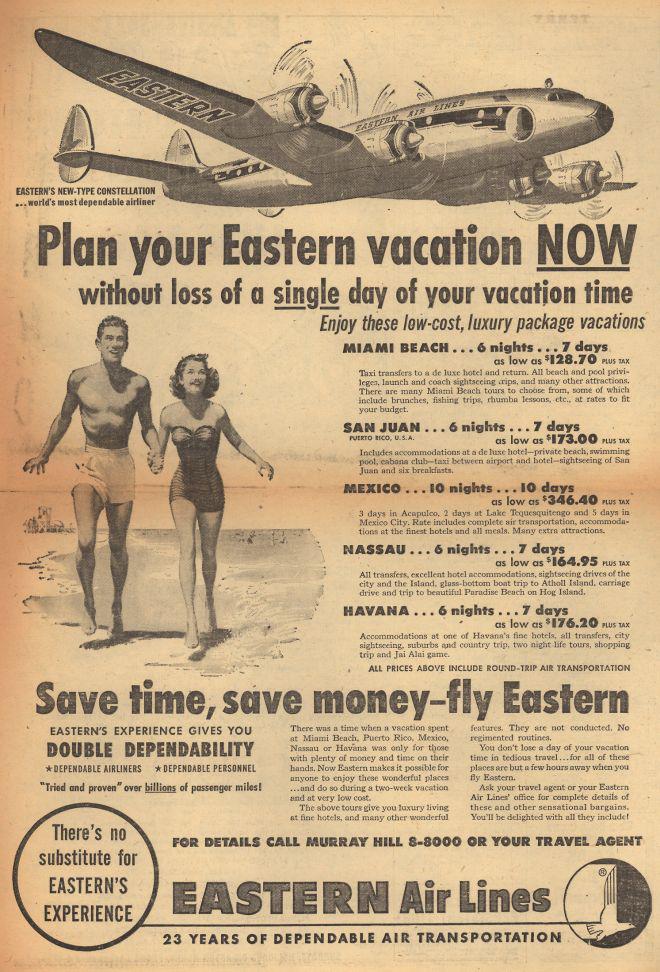 EASTERN
EASTERN AIR LINES
EASTERN'S NEW-TYPE CONSTELLATION
...world's most dependable airliner
Plan your Eastern vacation NOW
without loss of a single day of your vacation time
Enjoy these low-cost, luxury package vacations
MIAMI BEACH... 6 nights...7 days
as low as $128.70 PLUS TAX
Taxi transfers to a de luxe hotel and return. All beach and pool privi-
leges, launch and coach sightseeing trips, and many other attractions.
There are many Miami Beach tours to choose from, some of which
include brunches, fishing trips, rhumba lessons, etc., at rates to fit
your budget.
SAN JUAN ... 6 nights... 7 days
PUERTO RICO, U.S.A.
as low as $173.00 PLUS TAX
Includes accommodations at a de luxe hotel—private beach, swimming
pool, cabana club—taxi between airport and hotel—sightseeing of San
Juan and six breakfasts.
MEXICO ... 10 nights... 10 days
as low as $346.40 PLUS TAX
3 days in Acapulco, 2 days at Lake Tequesquitengo and 5 days in
Mexico City. Rate includes complete air transportation, accommoda-
tions at the finest hotels and all meals. Many extra attractions.
NASSAU... 6 nights... 7 days
as low as $164.95 PLUS TAX
All transfers, excellent hotel accommodations, sightseeing drives of the
city and the Island, glass-bottom boat trip to Atholl Island, carriage
drive and trip to beautiful Paradise Beach on Hog Island.
HAVANA... 6 nights...7 days
as low as $176.20 PLUS TAX
Accommodations at one of Havana's fine hotels, all transfers, city
sightseeing, suburbs and country trip, two night-life tours, shopping
trip and Jai Alai game.
ALL PRICES ABOVE INCLUDE ROUND-TRIP AIR TRANSPORTATION
Save time, save money—fly Eastern
EASTERN'S EXPERIENCE GIVES YOU
DOUBLE DEPENDABILITY
★DEPENDABLE AIRLINERS ★DEPENDABLE PERSONNEL
"Tried and proven" over billions of passenger miles!
There was a time when a vacation spent
at Miami Beach, Puerto Rico, Mexico,
Nassau or Havana was only for those
with plenty of money and time on their
hands. Now Eastern makes it possible for
anyone to enjoy these wonderful places
...and do so during a two-week vacation
and at very low cost.
The above tours give you luxury living
at fine hotels, and many other wonderful
features. They are not conducted. No
regimented routines.
You don't lose a day of your vacation
time in tedious travel...for all of these
places are but a few hours away when you
fly Eastern.
Ask your travel agent or your Eastern
Air Lines' office for complete details of
these and other sensational bargains.
You'll be delighted with all they include!
There's no
substitute for
EASTERN'S
EXPERIENCE
FOR DETAILS CALL MURRAY HILL 8-8000 OR YOUR TRAVEL AGENT
EASTERN Air Lines
®
23 YEARS OF DEPENDABLE AIR TRANSPORTATION